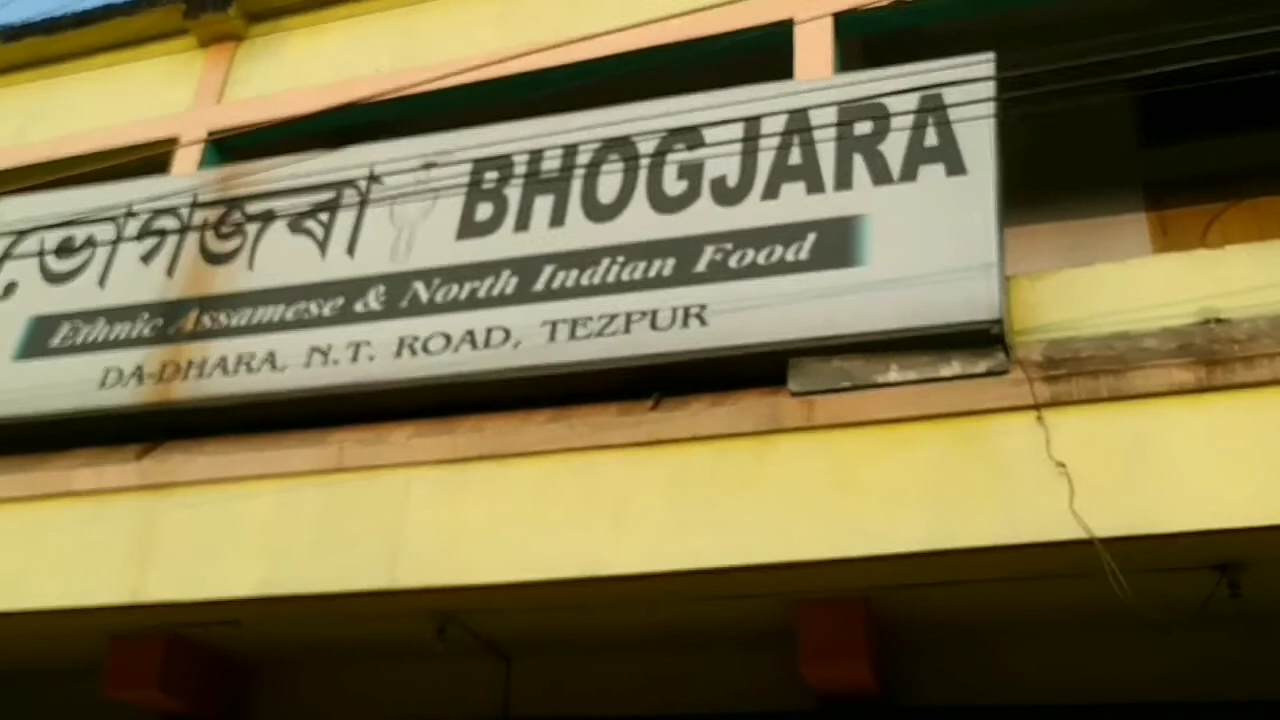 ভোগজৰা BHOGJARA
Ethnic Assamese & North Indian Food
DA-DHARA, N.T. ROAD, TEZPUR